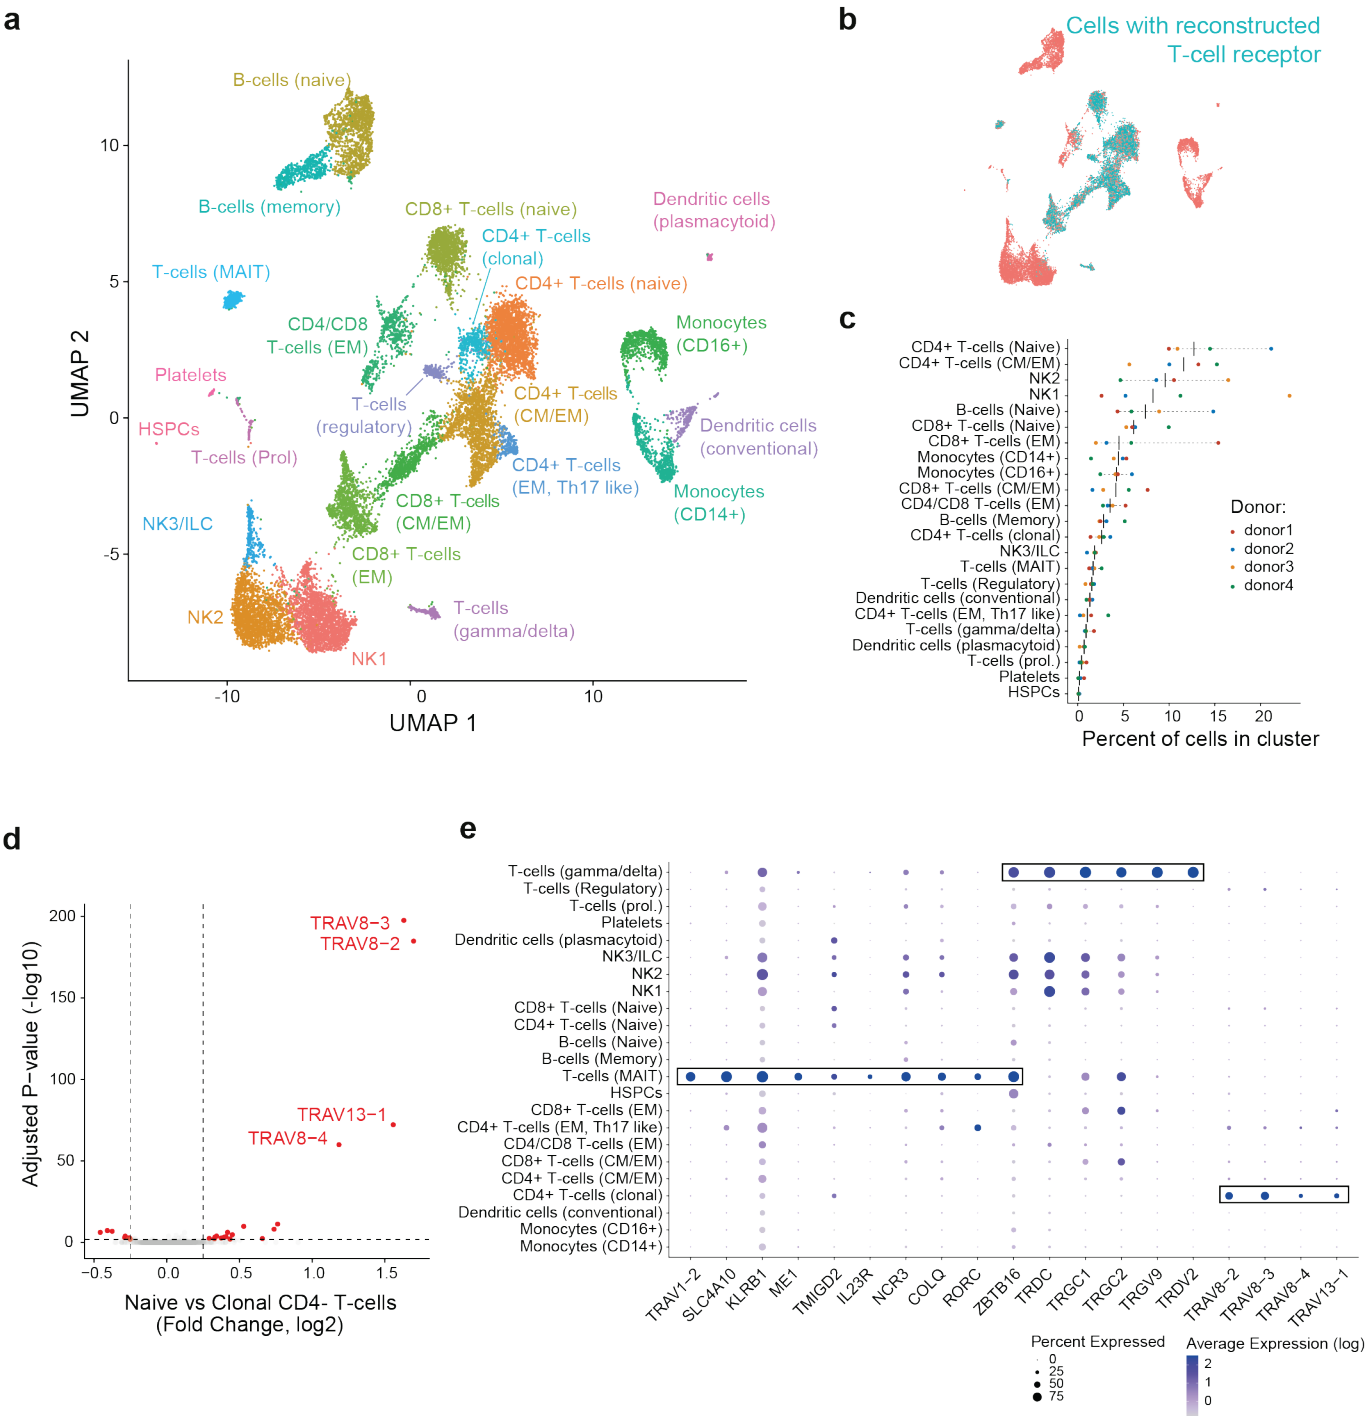 a
B-cells (naive)
B-cells (memory)
CD8+ T-cells (naive)
CD4+ T-cells
(clonal)
Dendritic cells
(plasmacytoid)
T-cells (MAIT)
CD4+ T-cells (naive)
CD4/CD8
T-cells (EM)
Monocytes
(CD16+)
Platelets
T-cells
(regulatory)
CD4+ T-cells
(CM/EM)
HSPCs
T-cells (Prol)
Dendritic cells
(conventional)
CD4+ T-cells
(EM, Th17 like)
CD8+ T-cells
(CM/EM)
Monocytes
(CD14+)
NK3/ILC
CD8+ T-cells
(EM)
NK2
T-cells
(gamma/delta)
NK1
10
5
0
-5
UMAP 2
-10
0
10
UMAP 1
b
Cells with reconstructed
T-cell receptor
c
CD4+ T-cells (Naive)
CD4+ T-cells (CM/EM)
NK2
NK1
B-cells (Naive)
CD8+ T-cells (Naive)
CD8+ T-cells (EM)
Monocytes (CD14+)
Monocytes (CD16+)
CD8+ T-cells (CM/EM)
CD4/CD8 T-cells (EM)
B-cells (Memory)
CD4+ T-cells (clonal)
NK3/ILC
T-cells (MAIT)
T-cells (Regulatory)
Dendritic cells (conventional)
CD4+ T-cells (EM, Th17 like)
T-cells (gamma/delta)
Dendritic cells (plasmacytoid)
T-cells (prol.)
Platelets
HSPCs
Donor:
donor1
donor2
donor3
donor4
0
5
10
15
20
Percent of cells in cluster
d
200
150
100
50
0
Adjusted P−value (-log10)
TRAV8−3
TRAV8−2
TRAV13−1
TRAV8−4
−0.5
0.0
0.5
1.0
1.5
Naive vs Clonal CD4- T-cells
(Fold Change, log2)
e
T-cells (gamma/delta)
T-cells (Regulatory)
T-cells (prol.)
Platelets
Dendritic cells (plasmacytoid)
NK3/ILC
NK2
NK1
CD8+ T-cells (Naive)
CD4+ T-cells (Naive)
B-cells (Naive)
B-cells (Memory)
T-cells (MAIT)
HSPCs
CD8+ T-cells (EM)
CD4+ T-cells (EM, Th17 like)
CD4/CD8 T-cells (EM)
CD8+ T-cells (CM/EM)
CD4+ T-cells (CM/EM)
CD4+ T-cells (clonal)
Dendritic cells (conventional)
Monocytes (CD16+)
Monocytes (CD14+)
TRAV1−2
SLC4A10
KLRB1
ME1
TMIGD2
IL23R
NCR3
COLQ
RORC
ZBTB16
TRDC
TRGC1
TRGC2
TRGV9
TRDV2
TRAV8−2
TRAV8−3
TRAV8−4
TRAV13−1
Percent Expressed
0
25
50
75
Average Expression (log)
2
1
0